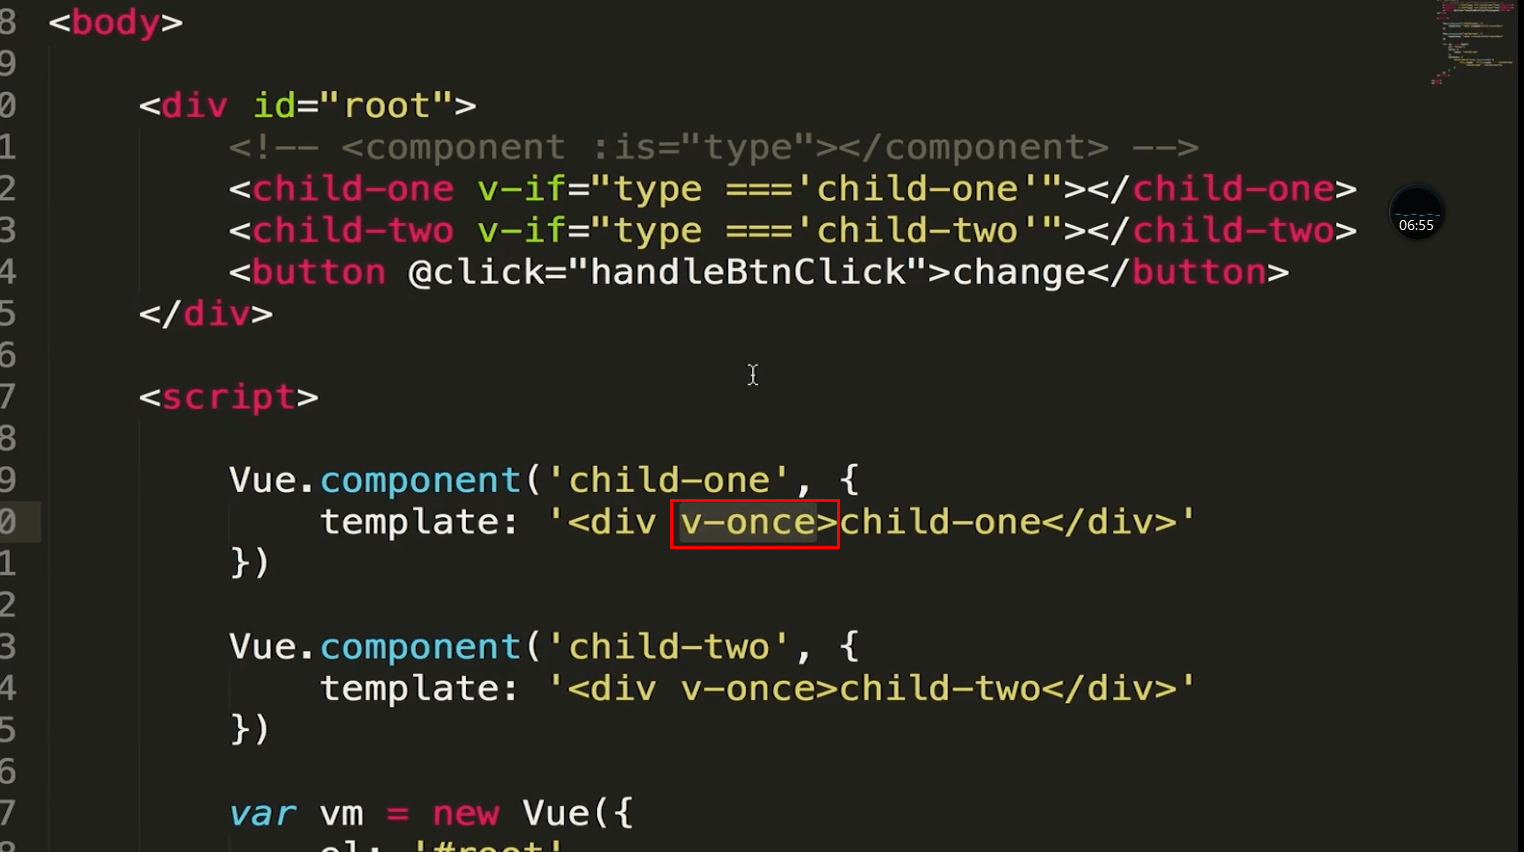 8 <body>
9
0 <div id="root">
1 <!-- <component :is="type"></component> -->
2 <child-one v-if="type ==='child-one'"></child-one>
3 <child-two v-if="type ==='child-two'"></child-two>
4 <button @click="handleBtnClick">change</button>
5 </div>
6
7 <script>
8
9 Vue.component('child-one', {
0 template: '<div v-once>child-one</div>'
1 })
2
3 Vue.component('child-two', {
4 template: '<div v-once>child-two</div>'
5 })
6
7 var vm = new Vue({
8 el: '#root'
06:55